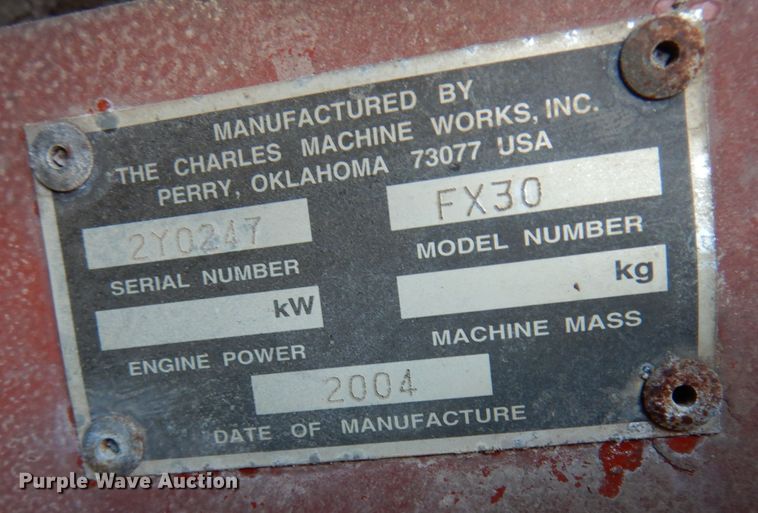 MANUFACTURED BY
THE CHARLES MACHINE WORKS, INC.
PERRY, OKLAHOMA 73077 USA
2Y0247
FX30
SERIAL NUMBER
MODEL NUMBER
kW
kg
ENGINE POWER
MACHINE MASS
2004
DATE OF MANUFACTURE
Purple Wave Auction